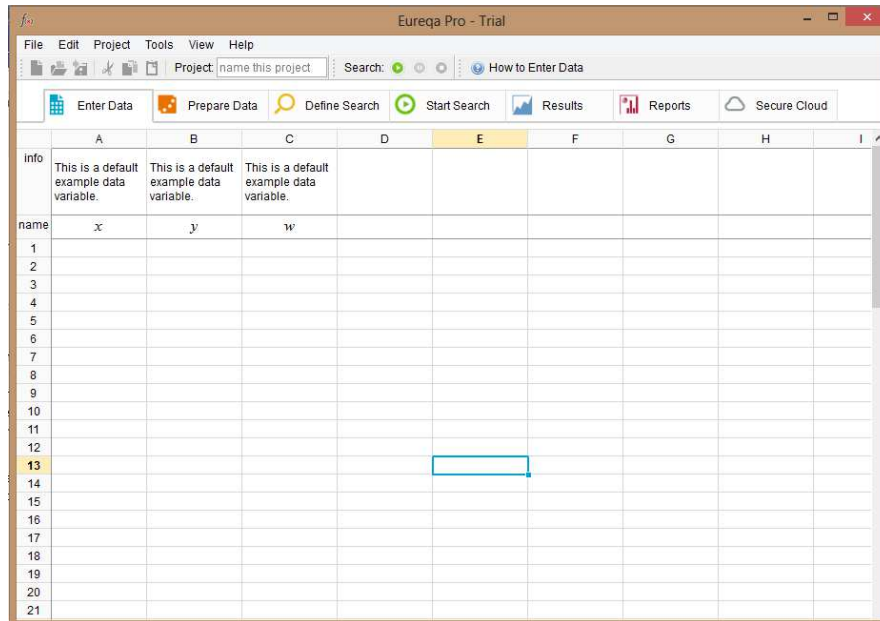 Eureqa Pro - Trial
File Edit Project Tools View Help
Project: name this project Search: How to Enter Data
Enter Data Prepare Data Define Search Start Search Results Reports Secure Cloud
A B C D E F G H I
info
This is a default This is a default This is a default
example data example data example data
variable. variable. variable.
name x y w
1
2
3
4
5
6
7
8
9
10
11
12
13
14
15
16
17
18
19
20
21